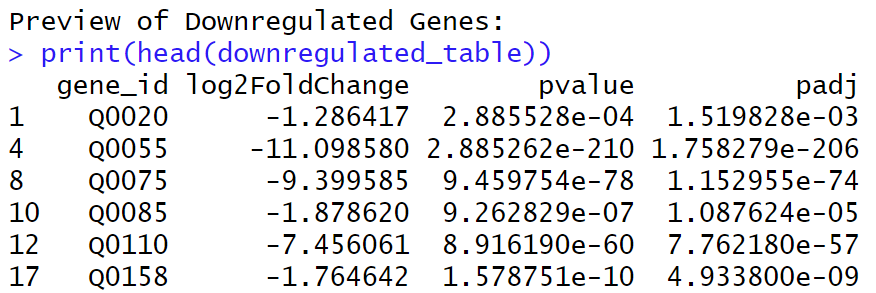 Preview of Downregulated Genes:
> print(head(downregulated_table))
   gene_id log2FoldChange        pvalue          padj
1    Q0020      -1.286417  2.885528e-04  1.519828e-03
4    Q0055     -11.098580 2.885262e-210 1.758279e-206
8    Q0075      -9.399585  9.459754e-78  1.152955e-74
10   Q0085      -1.878620  9.262829e-07  1.087624e-05
12   Q0110      -7.456061  8.916190e-60  7.762180e-57
17   Q0158      -1.764642  1.578751e-10  4.933800e-09